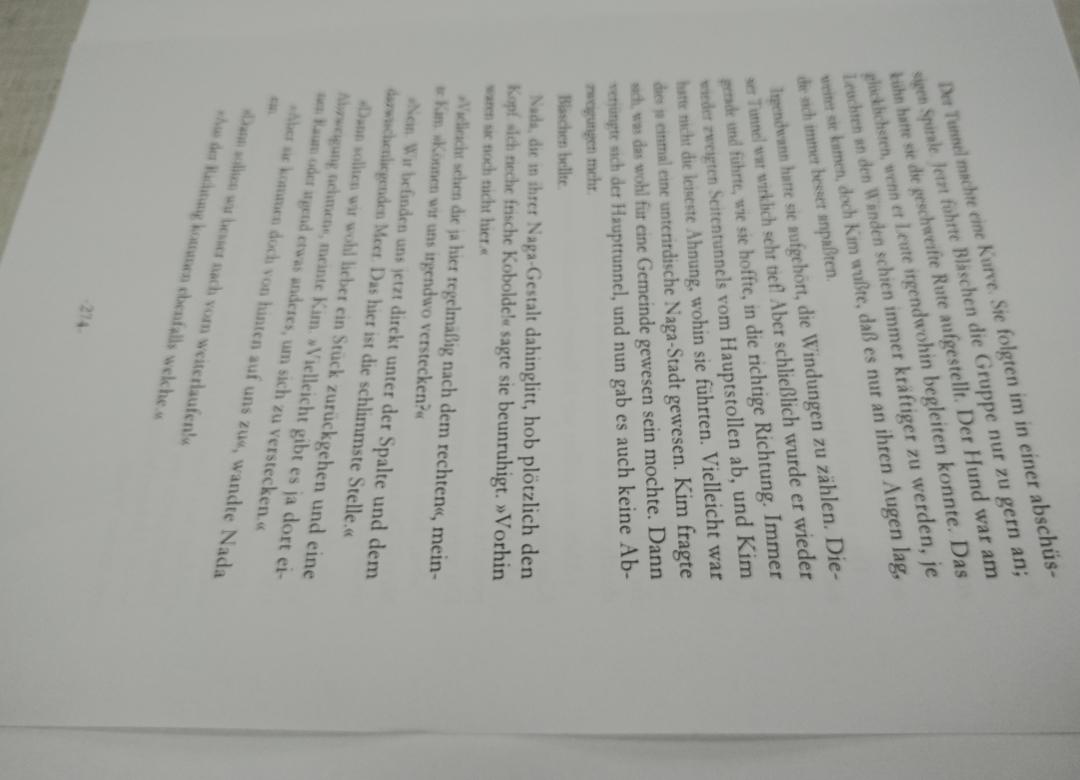 Der Tunnel machte eine Kurve. Sie folgten im in einer abschüs-
sigen Spirale. Jetzt führte Bläschen die Gruppe nur zu gern an;
kühn hatte sie die geschweifte Rute aufgestellt. Der Hund war am
glücklichsten, wenn er Leute irgendwohin begleiten konnte. Das
Leuchten an den Wänden schien immer kräftiger zu werden, je
weiter sie kamen, doch Kim wußte, daß es nur an ihren Augen lag,
die sich immer besser anpaßten.
Irgendwann hatte sie aufgehört, die Windungen zu zählen. Die-
ser Tunnel war wirklich sehr tief! Aber schließlich wurde er wieder
gerade und führte, wie sie hoffte, in die richtige Richtung. Immer
wieder zweigten Seitentunnels vom Hauptstollen ab, und Kim
hatte nicht die leiseste Ahnung, wohin sie führten. Vielleicht war
dies ja einmal eine unterirdische Naga-Stadt gewesen. Kim fragte
sich, was das wohl für eine Gemeinde gewesen sein mochte. Dann
verjüngte sich der Haupttunnel, und nun gab es auch keine Ab-
zweigungen mehr.
Bläschen bellte.
Nada, die in ihrer Naga-Gestalt dahinglitt, hob plötzlich den
Kopf. »Ich rieche frische Kobolde!« sagte sie beunruhigt. »Vorhin
waren sie noch nicht hier.«
»Vielleicht sehen die ja hier regelmäßig nach dem rechten«, mein-
te Kim. »Können wir uns irgendwo verstecken?«
»Nein. Wir befinden uns jetzt direkt unter der Spalte und dem
dazwischenliegenden Meer. Das hier ist die schlimmste Stelle.«
»Dann sollten wir wohl lieber ein Stück zurückgehen und eine
Abzweigung nehmen«, meinte Kim. »Vielleicht gibt es ja dort ei-
nen Raum oder irgend etwas anderes, um sich zu verstecken.«
»Aber sie kommen doch von hinten auf uns zu«, wandte Nada
ein.
»Dann sollten wir besser nach vorn weiterlaufen!«
»Aus der Richtung kommen ebenfalls welche.«
-274-